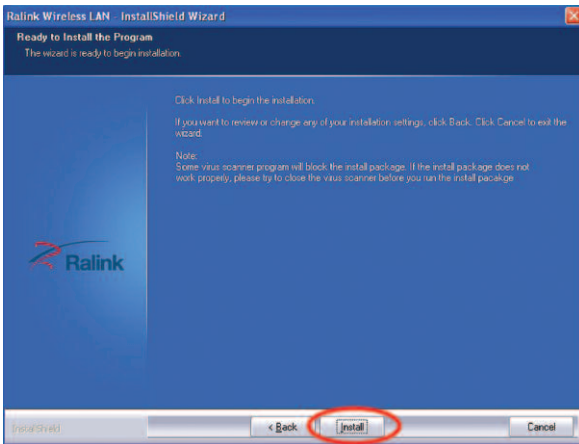 Ralink Wireless LAN - InstallShield Wizard
Ready to Install the Program
The wizard is ready to begin installation.
Click Install to begin the installation.
If you want to review or change any of your installation settings, click Back. Click Cancel to exit the
wizard.
Note:
Some virus scanner program will block the install package. If the install package does not
work properly, please try to close the virus scanner before you run the install pacakge
Ralink
InstallShield
< Back
Install
Cancel